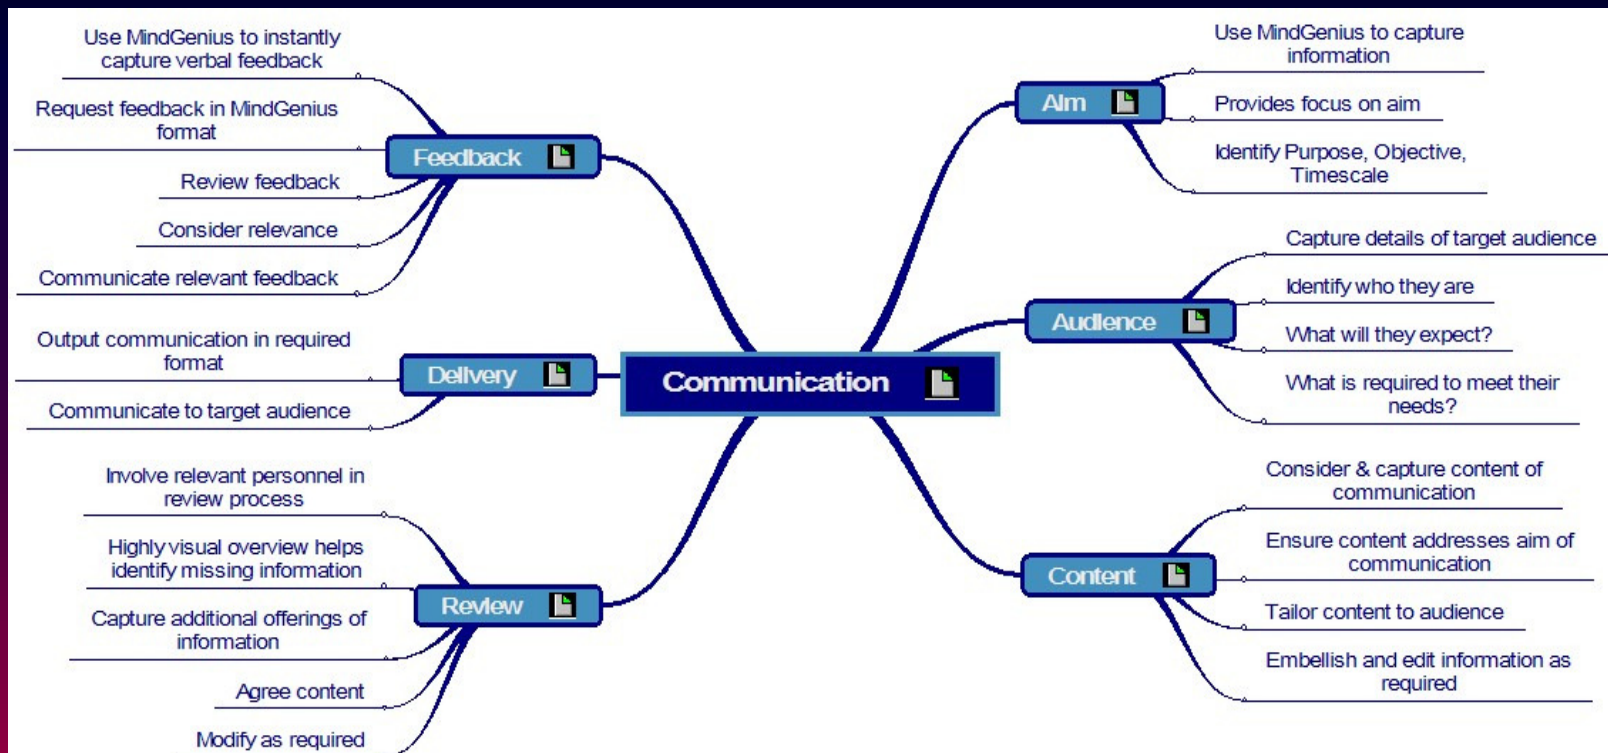 Communication
Aim
Use MindGenius to capture
information
Provides focus on aim
Identify Purpose, Objective,
Timescale
Audience
Capture details of target audience
Identify who they are
What will they expect?
What is required to meet their
needs?
Content
Consider & capture content of
communication
Ensure content addresses aim of
communication
Tailor content to audience
Embellish and edit information as
required
Review
Involve relevant personnel in
review process
Highly visual overview helps
identify missing information
Capture additional offerings of
information
Agree content
Modify as required
Delivery
Output communication in required
format
Communicate to target audience
Feedback
Use MindGenius to instantly
capture verbal feedback
Request feedback in MindGenius
format
Review feedback
Consider relevance
Communicate relevant feedback